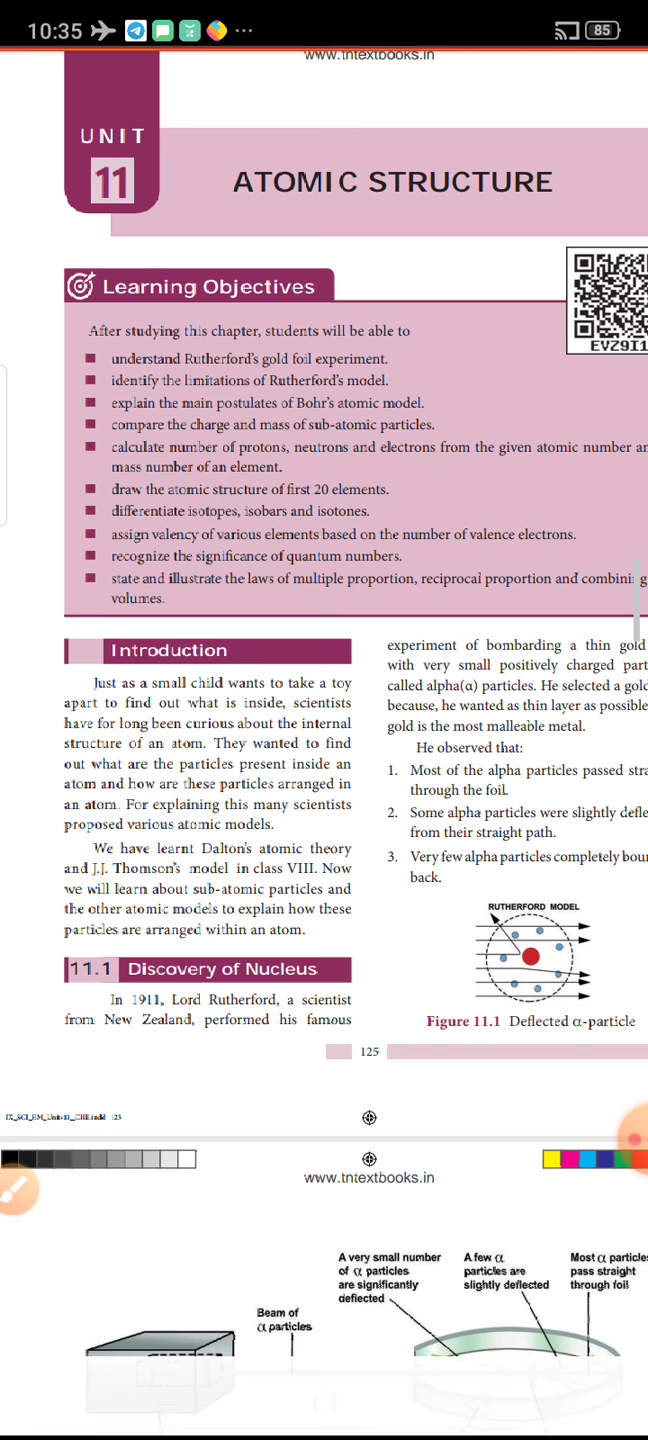 10:35
85
www.tntextbooks.in
UNIT
11
ATOMIC STRUCTURE
Learning Objectives
EVZ9I1
After studying this chapter, students will be able to
■ understand Rutherford's gold foil experiment.
■ identify the limitations of Rutherford's model.
■ explain the main postulates of Bohr's atomic model.
■ compare the charge and mass of sub-atomic particles.
■ calculate number of protons, neutrons and electrons from the given atomic number an
mass number of an element.
■ draw the atomic structure of first 20 elements.
■ differentiate isotopes, isobars and isotones.
■ assign valency of various elements based on the number of valence electrons.
■ recognize the significance of quantum numbers.
■ state and illustrate the laws of multiple proportion, reciprocal proportion and combining
volumes.
Introduction
Just as a small child wants to take a toy
apart to find out what is inside, scientists
have for long been curious about the internal
structure of an atom. They wanted to find
out what are the particles present inside an
atom and how are these particles arranged in
an atom. For explaining this many scientists
proposed various atomic models.
We have learnt Dalton's atomic theory
and J.J. Thomson's model in class VIII. Now
we will learn about sub-atomic particles and
the other atomic models to explain how these
particles are arranged within an atom.
11.1 Discovery of Nucleus
In 1911, Lord Rutherford, a scientist
from New Zealand, performed his famous
experiment of bombarding a thin gold
with very small positively charged part
called alpha(α) particles. He selected a gold
because, he wanted as thin layer as possible
gold is the most malleable metal.
He observed that:
1. Most of the alpha particles passed stra
through the foil.
2. Some alpha particles were slightly defle
from their straight path.
3. Very few alpha particles completely boun
back.
RUTHERFORD MODEL
Figure 11.1 Deflected α-particle
125
IX_SCI_EM_Unit-11_CHE.indd 125
www.tntextbooks.in
A very small number
of α particles
are significantly
deflected
A few α
particles are
slightly deflected
Most α particles
pass straight
through foil
Beam of
α particles